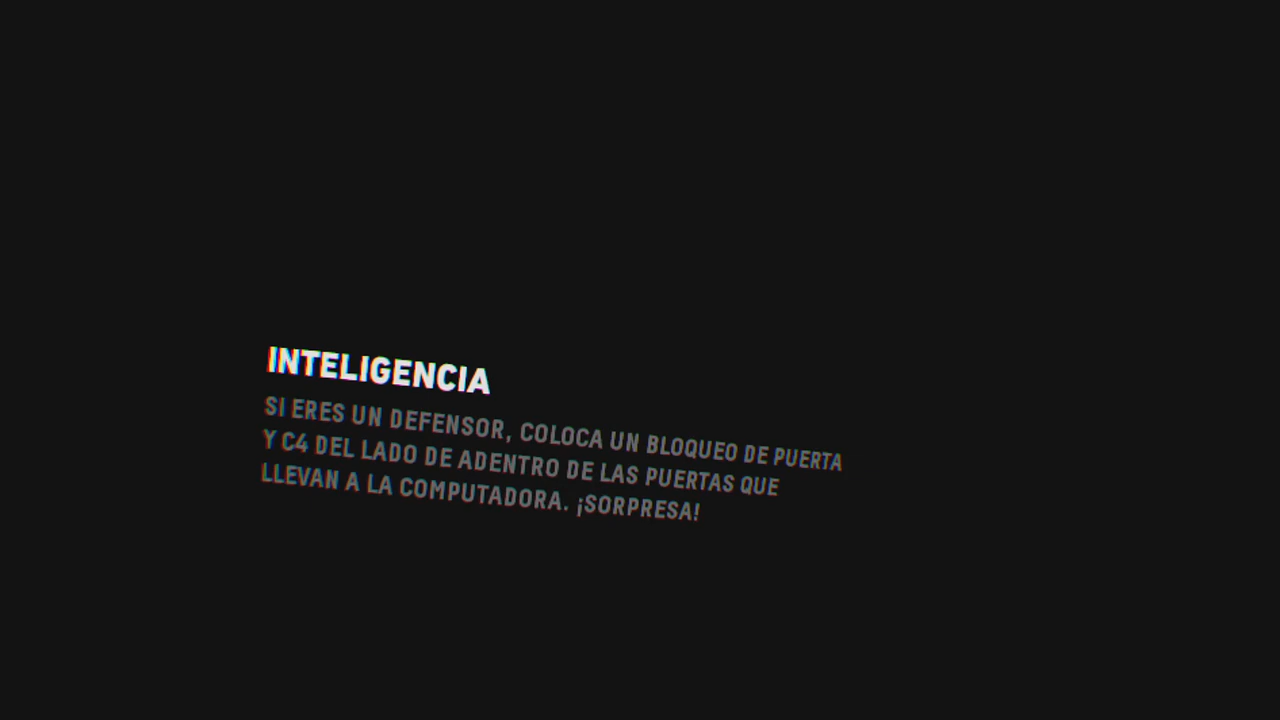 INTELIGENCIA
SI ERES UN DEFENSOR, COLOCA UN BLOQUEO DE PUERTA
Y C4 DEL LADO DE ADENTRO DE LAS PUERTAS QUE
LLEVAN A LA COMPUTADORA. ¡SORPRESA!